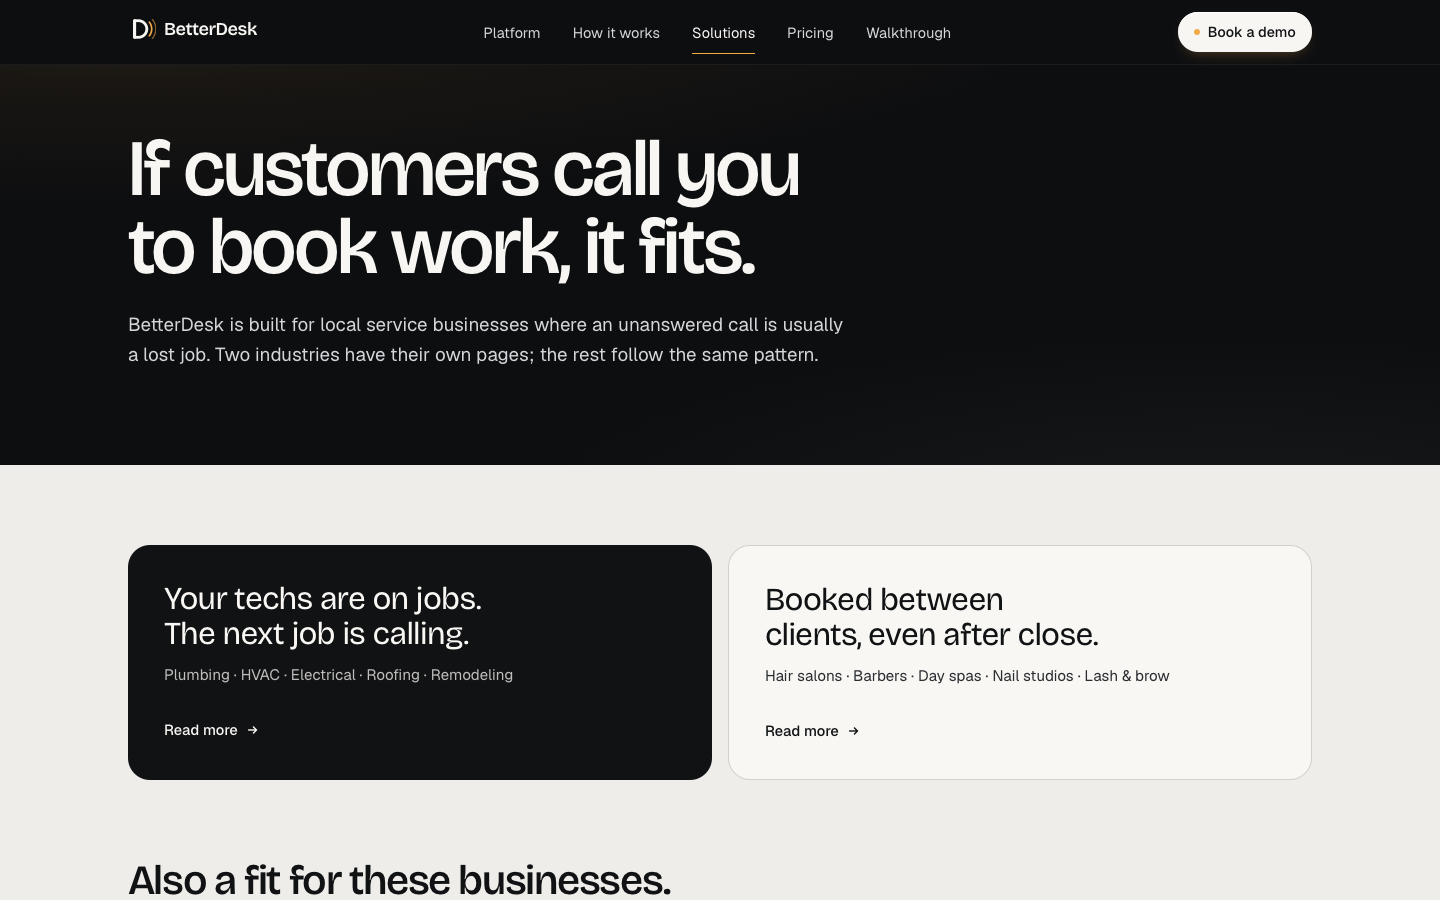 BetterDesk
Platform
How it works
Solutions
Pricing
Walkthrough
Book a demo
If customers call you
to book work, it fits.
BetterDesk is built for local service businesses where an unanswered call is usually
a lost job. Two industries have their own pages; the rest follow the same pattern.
Your techs are on jobs.
The next job is calling.
Plumbing · HVAC · Electrical · Roofing · Remodeling
Read more →
Booked between
clients, even after close.
Hair salons · Barbers · Day spas · Nail studios · Lash & brow
Read more →
Also a fit for these businesses.